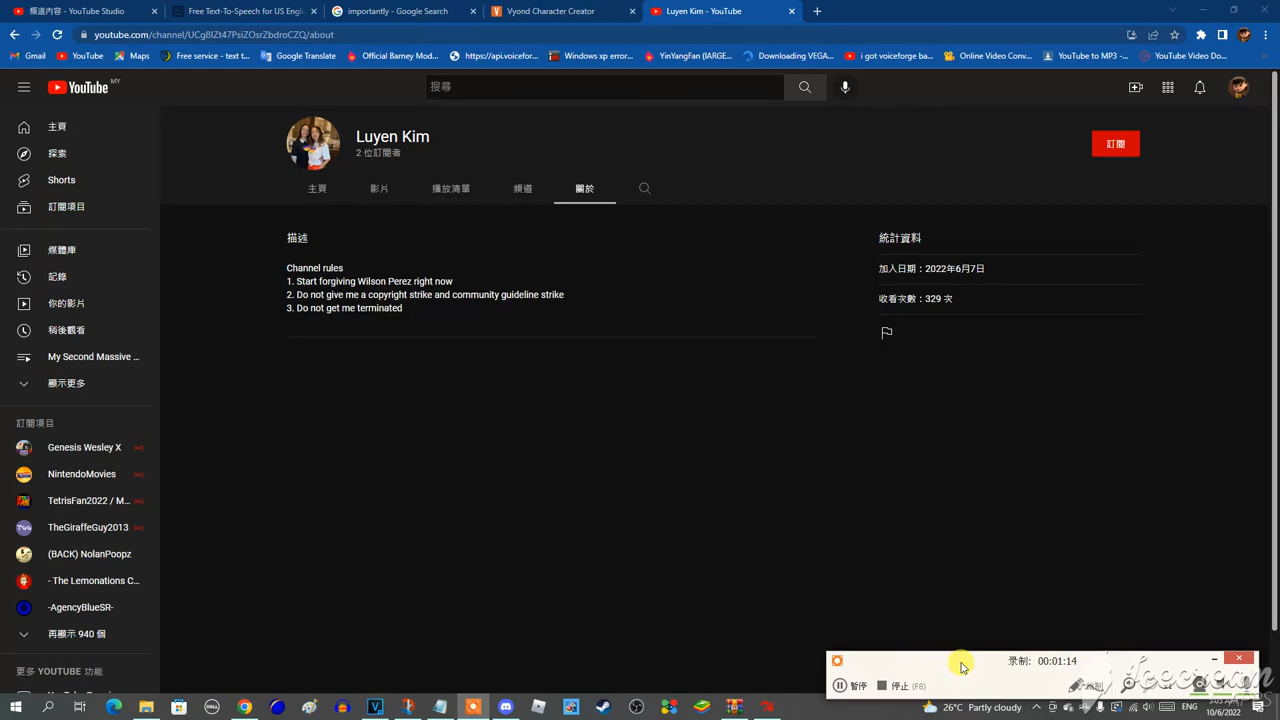 頻道內容 - YouTube Studio
Free Text-To-Speech for US Engli
importantly - Google Search
Vyond Character Creator
Luyen Kim - YouTube
youtube.com/channel/UCg8IZt47PsiZOsrZbdroCZQ/about
Gmail
YouTube
Maps
Free service - text t...
Google Translate
Official Barney Mod...
https://api.voicefor...
Windows xp error...
YinYangFan (lARGE...
Downloading VEGA...
i got voiceforge ba...
Online Video Conv...
YouTube to MP3 -...
YouTube Video Do...
YouTube MY
搜尋
主頁
探索
Shorts
訂閱項目
媒體庫
記錄
你的影片
稍後觀看
My Second Massive ...
顯示更多
訂閱項目
Genesis Wesley X
NintendoMovies
TetrisFan2022 / M...
TheGiraffeGuy2013
(BACK) NolanPoopz
- The Lemonations C...
-AgencyBlueSR-
再顯示 940 個
更多 YOUTUBE 功能
Luyen Kim
2 位訂閱者
訂閱
主頁
影片
播放清單
頻道
關於
描述
Channel rules
1. Start forgiving Wilson Perez right now
2. Do not give me a copyright strike and community guideline strike
3. Do not get me terminated
統計資料
加入日期：2022年6月7日
收看次數：329 次
录制: 00:01:14
暂停
停止 (F8)
icecream
APPS
26°C Partly cloudy
5:05 AM
10/6/2022